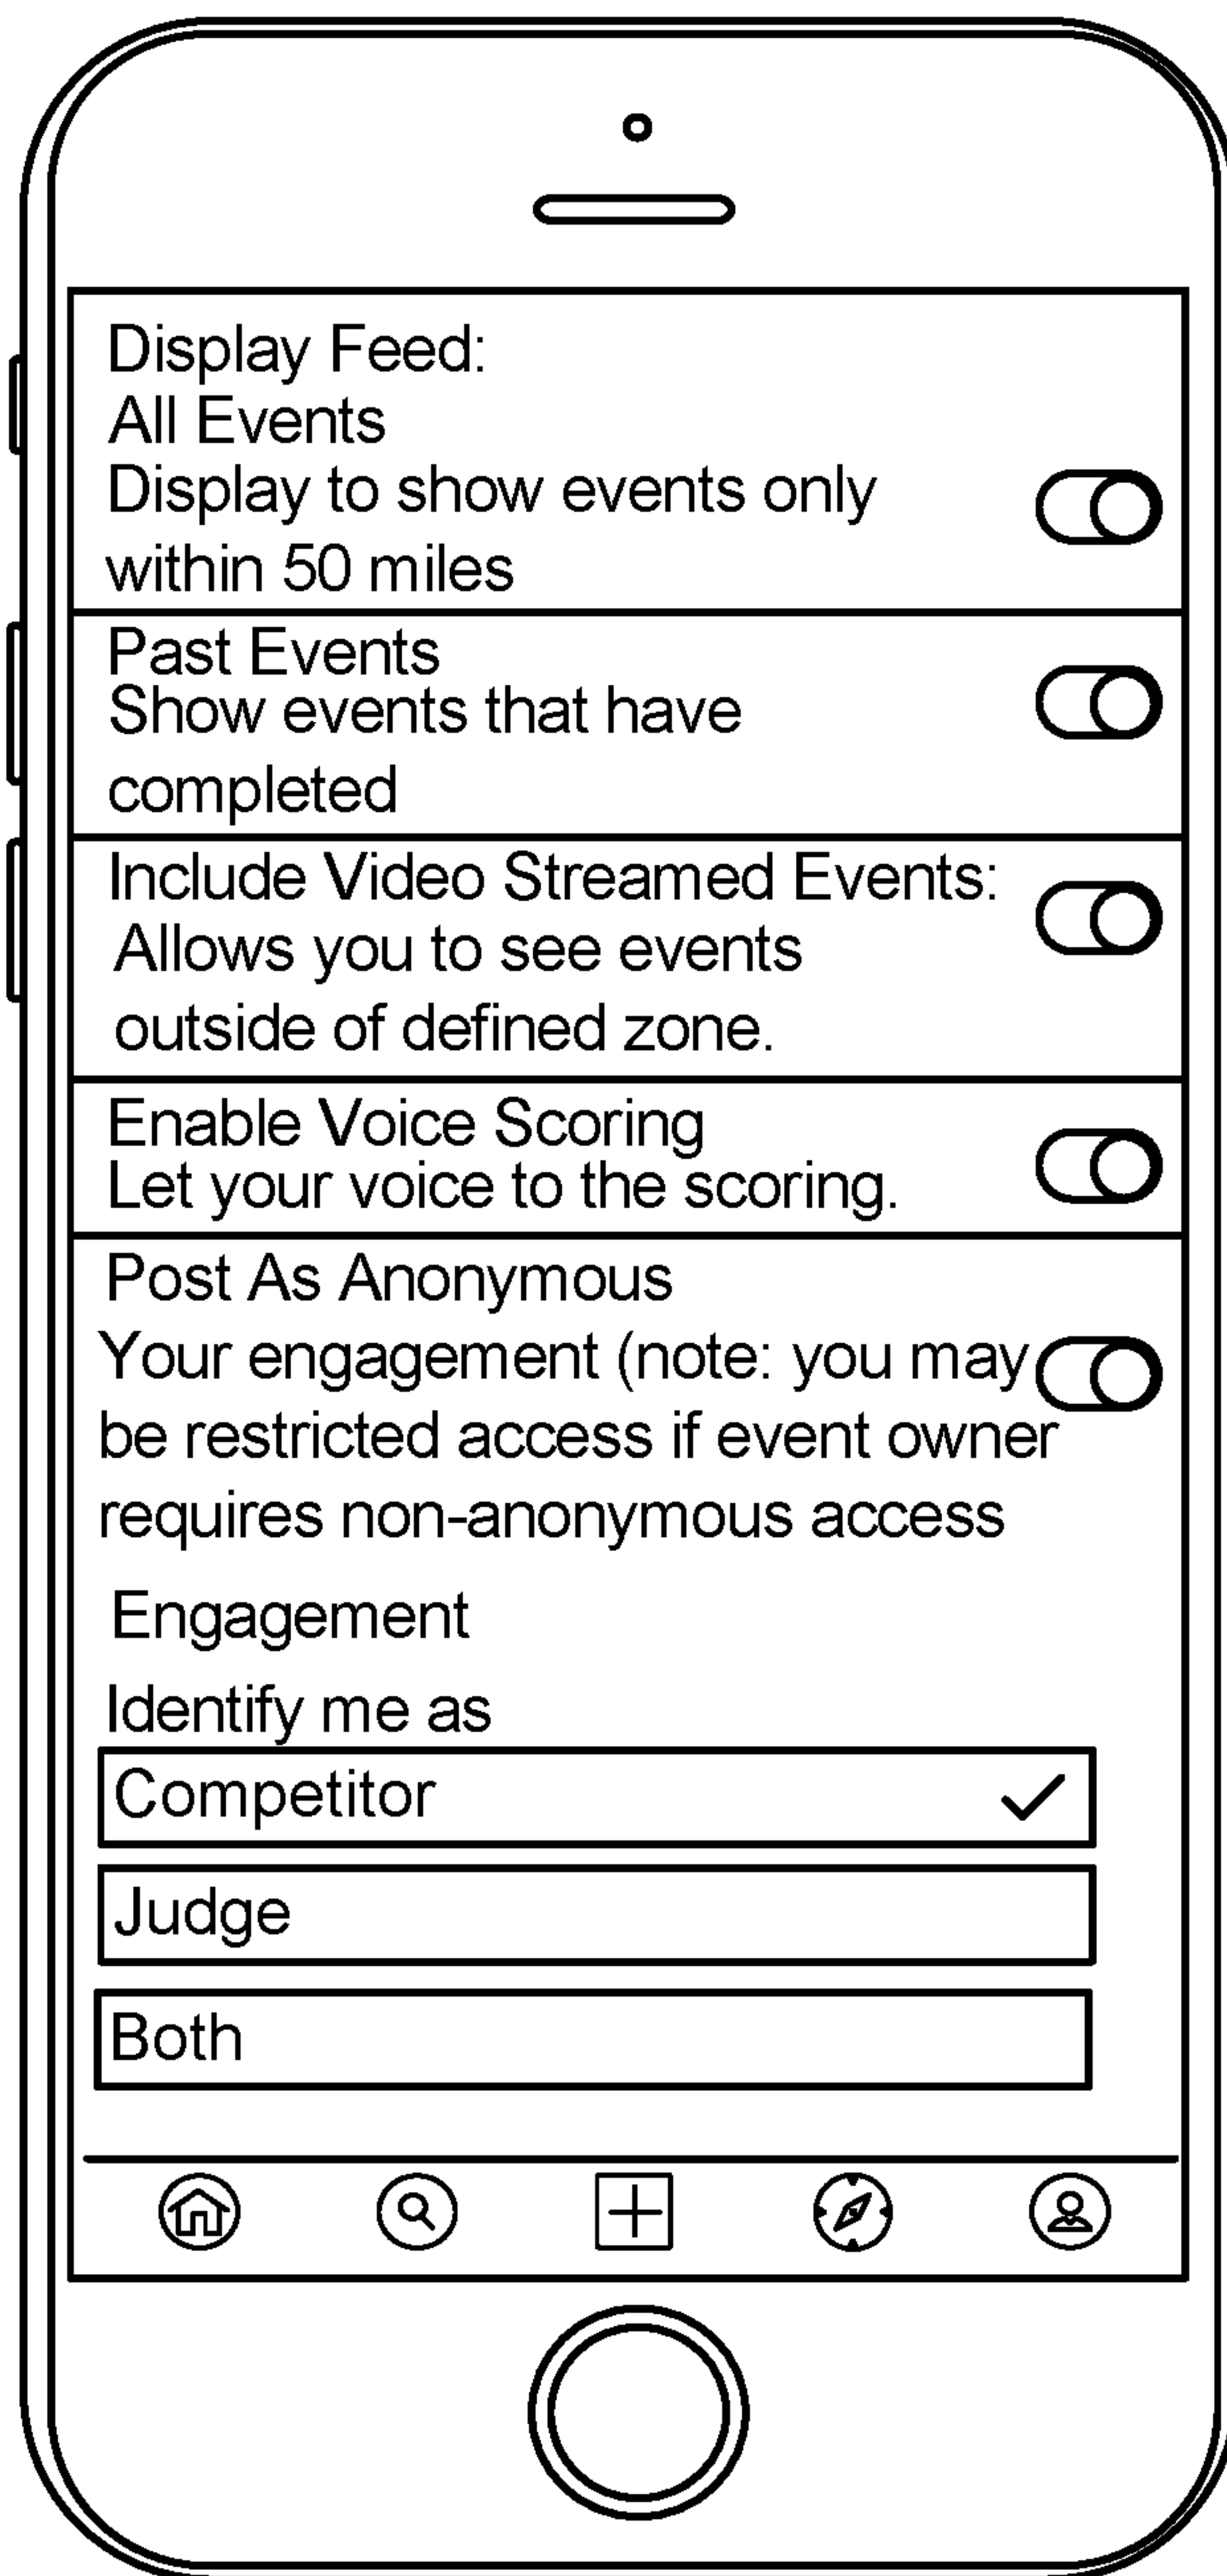 Display Feed:
All Events
Display to show events only
within 50 miles
Past Events
Show events that have
completed
Include Video Streamed Events:
Allows you to see events
outside of defined zone.
Enable Voice Scoring
Let your voice to the scoring.
Post As Anonymous
Your engagement (note: you may
be restricted access if event owner
requires non-anonymous access
Engagement
Identify me as
Competitor
Judge
Both